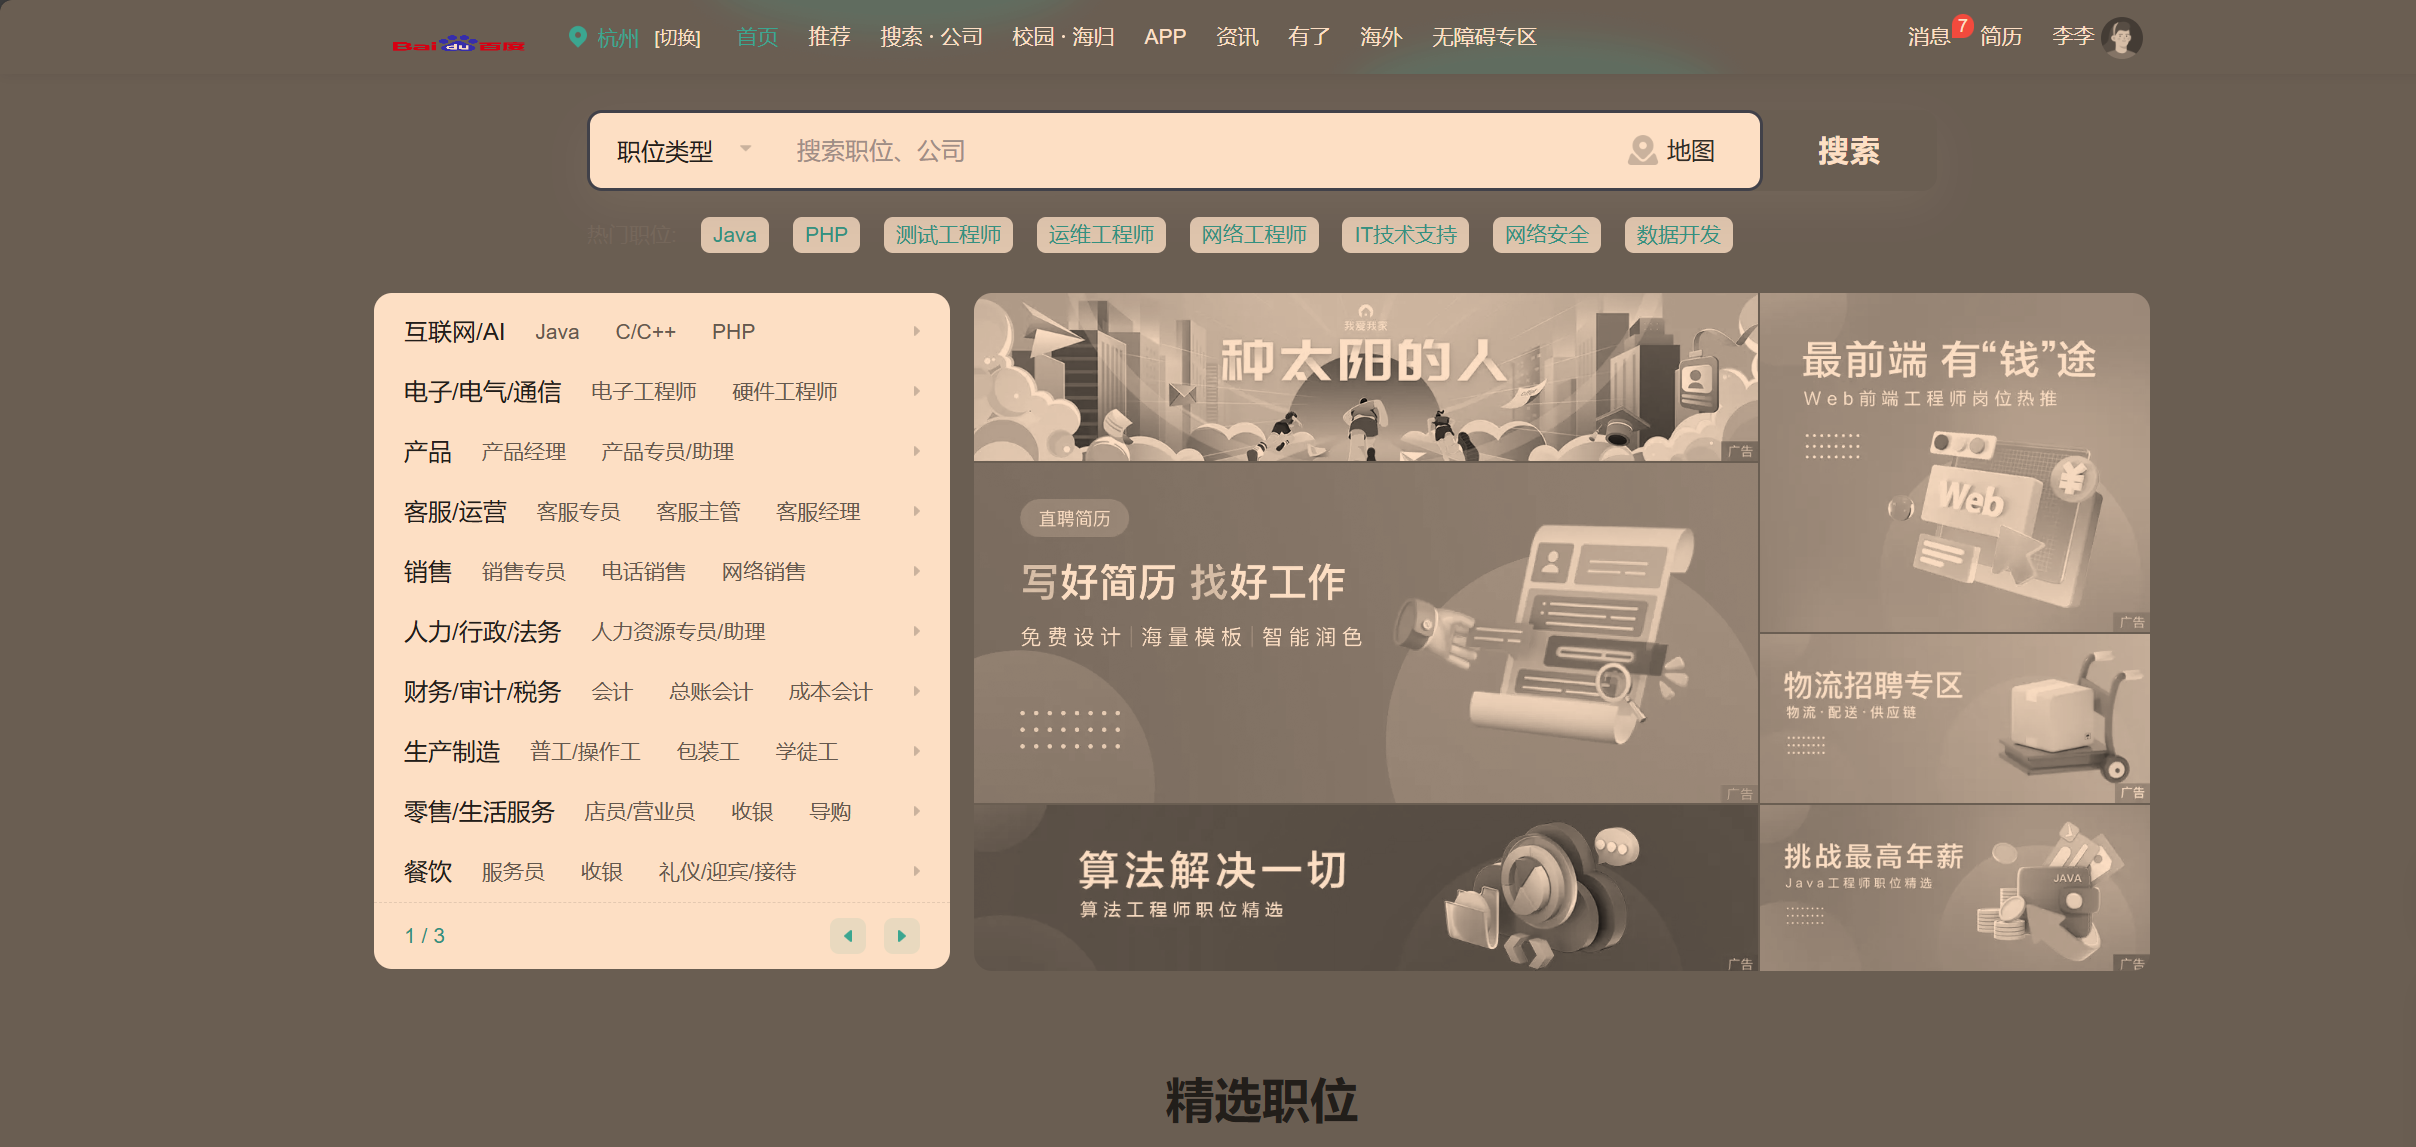 Baidu百度
杭州 [切换] 首页 推荐 搜索 · 公司 校园 · 海归 APP 资讯 有了 海外 无障碍专区 消息 7 简历 李李
职位类型 搜索职位、公司 地图 搜索
热门职位: Java PHP 测试工程师 运维工程师 网络工程师 IT技术支持 网络安全 数据开发
互联网/AI Java C/C++ PHP
电子/电气/通信 电子工程师 硬件工程师
产品 产品经理 产品专员/助理
客服/运营 客服专员 客服主管 客服经理
销售 销售专员 电话销售 网络销售
人力/行政/法务 人力资源专员/助理
财务/审计/税务 会计 总账会计 成本会计
生产制造 普工/操作工 包装工 学徒工
零售/生活服务 店员/营业员 收银 导购
餐饮 服务员 收银 礼仪/迎宾/接待
1 / 3
我爱我家
种太阳的人
广告
直聘简历
写好简历 找好工作
免费设计 | 海量模板 | 智能润色
广告
算法解决一切
算法工程师职位精选
广告
最前端 有“钱”途
Web前端工程师岗位热推
Web
¥
广告
物流招聘专区
物流·配送·供应链
广告
挑战最高年薪
Java工程师职位精选
JAVA
广告
精选职位